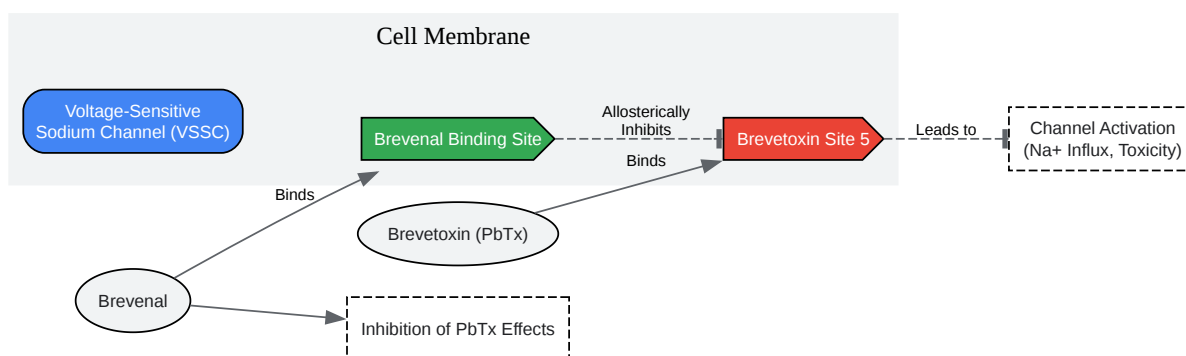 Cell Membrane
Voltage-Sensitive
Sodium Channel (VSSC)
Brevenal Binding Site
Allosterically
Inhibits
Brevetoxin Site 5
Leads to
Channel Activation
(Na+ Influx, Toxicity)
Binds
Binds
Brevetoxin (PbTx)
Brevenal
Inhibition of PbTx Effects